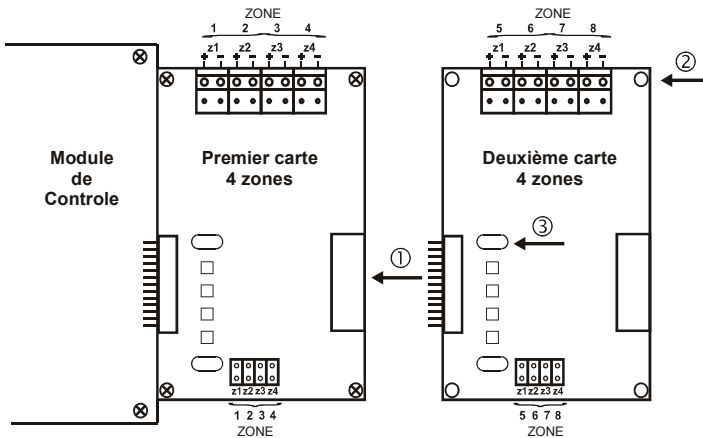 ZONE
1 2 3 4
z1 z2 z3 z4
+ - + - + - + -
Module
de
Controle
Premier carte
4 zones
①
z1 z2 z3 z4
1 2 3 4
ZONE
ZONE
5 6 7 8
z1 z2 z3 z4
+ - + - + - + -
②
Deuxième carte
4 zones
③
z1 z2 z3 z4
5 6 7 8
ZONE